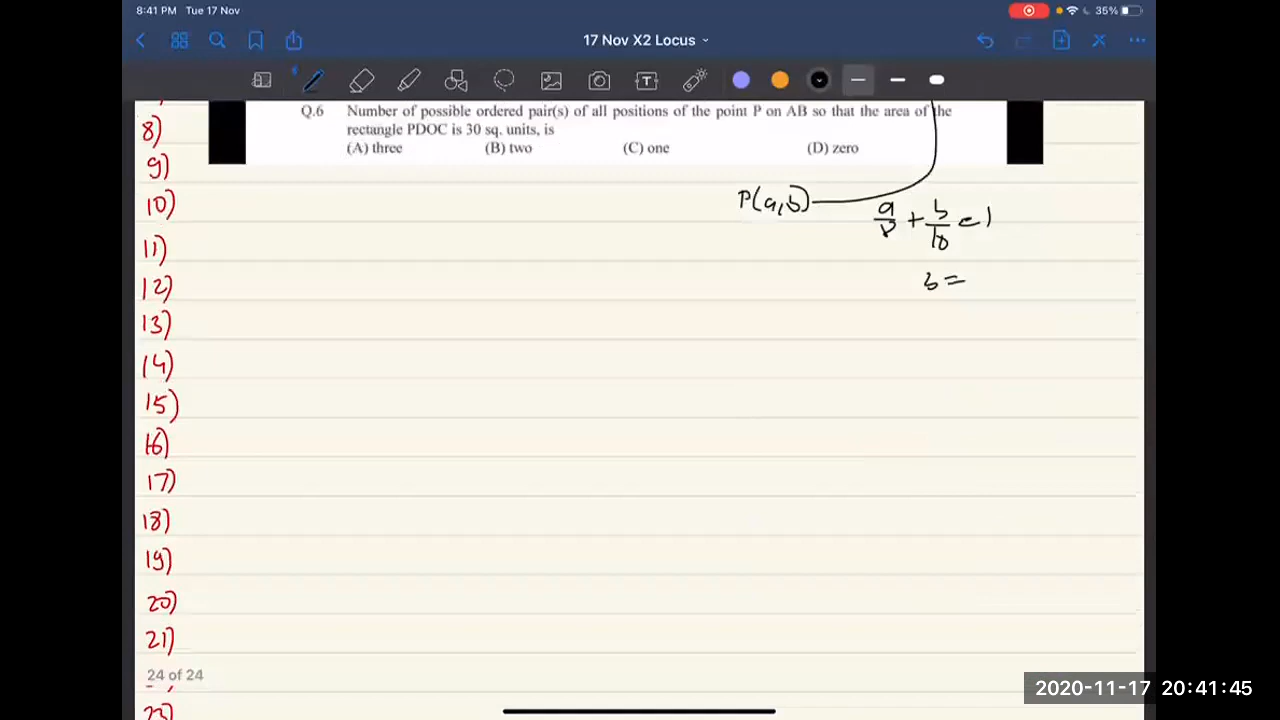 8:41 PM Tue 17 Nov
35%
17 Nov X2 Locus
Q.6 Number of possible ordered pair(s) of all positions of the point P on AB so that the area of the
rectangle PDOC is 30 sq. units, is
(A) three (B) two (C) one (D) zero
8)
9)
10)
P(a,b)
a/8 + b/10 = 1
11)
12)
b =
13)
14)
15)
16)
17)
18)
19)
20)
21)
24 of 24
23)
2020-11-17 20:41:45